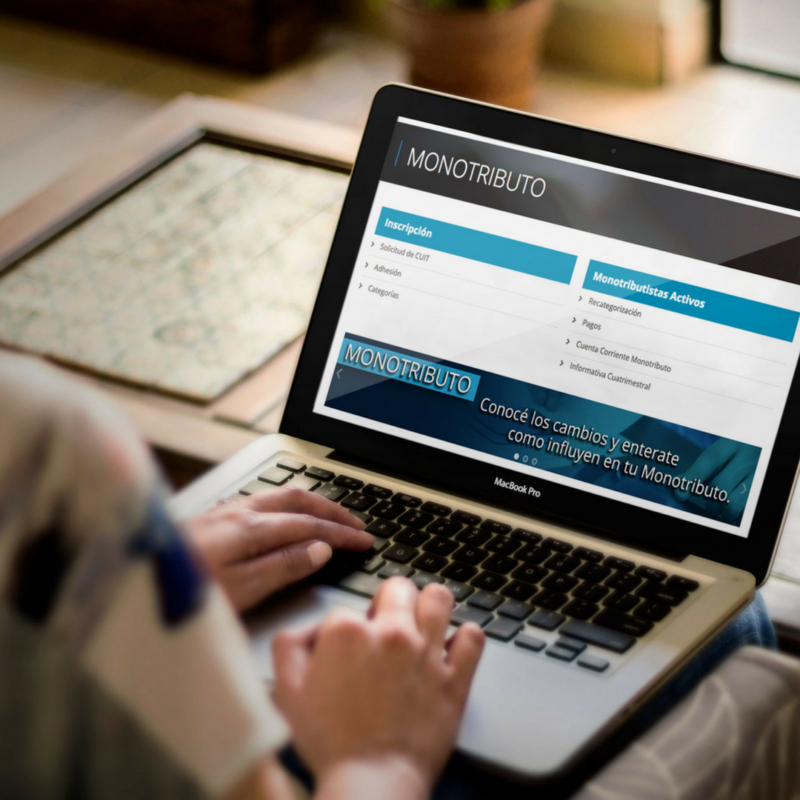 MONOTRIBUTO
Inscripción
Solicitud de CUIT
Adhesión
Categorías
Monotributistas Activos
Recategorización
Pagos
Cuenta Corriente Monotributo
Informativa Cuatrimestral
MONOTRIBUTO
Conocé los cambios y enterate
como influyen en tu Monotributo.
MacBook Pro